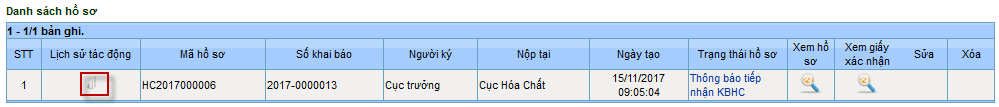 Danh sách hồ sơ
1 - 1/1 bản ghi.
STT Lịch sử tác động Mã hồ sơ Số khai báo Người ký Nộp tại Ngày tạo Trạng thái hồ sơ Xem hồ sơ Xem giấy xác nhận Sửa Xóa
1 HC2017000006 2017-0000013 Cục trưởng Cục Hóa Chất 15/11/2017 09:05:04 Thông báo tiếp nhận KBHC